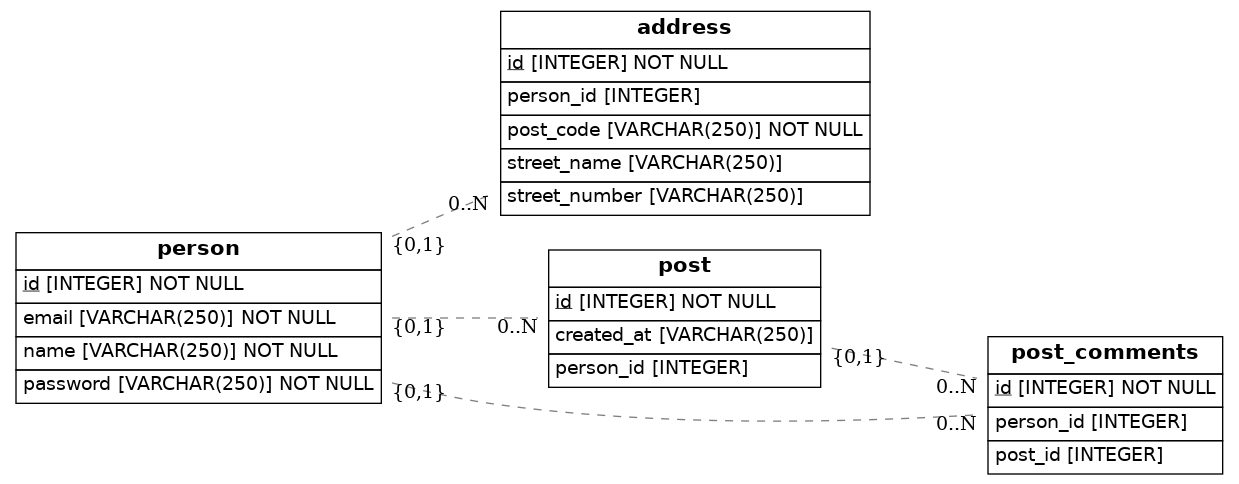 address
id [INTEGER] NOT NULL
person_id [INTEGER]
post_code [VARCHAR(250)] NOT NULL
street_name [VARCHAR(250)]
street_number [VARCHAR(250)]
0..N
{0,1}
person
id [INTEGER] NOT NULL
email [VARCHAR(250)] NOT NULL
name [VARCHAR(250)] NOT NULL
password [VARCHAR(250)] NOT NULL
{0,1}
0..N
post
id [INTEGER] NOT NULL
created_at [VARCHAR(250)]
person_id [INTEGER]
{0,1}
0..N
{0,1}
0..N
post_comments
id [INTEGER] NOT NULL
person_id [INTEGER]
post_id [INTEGER]